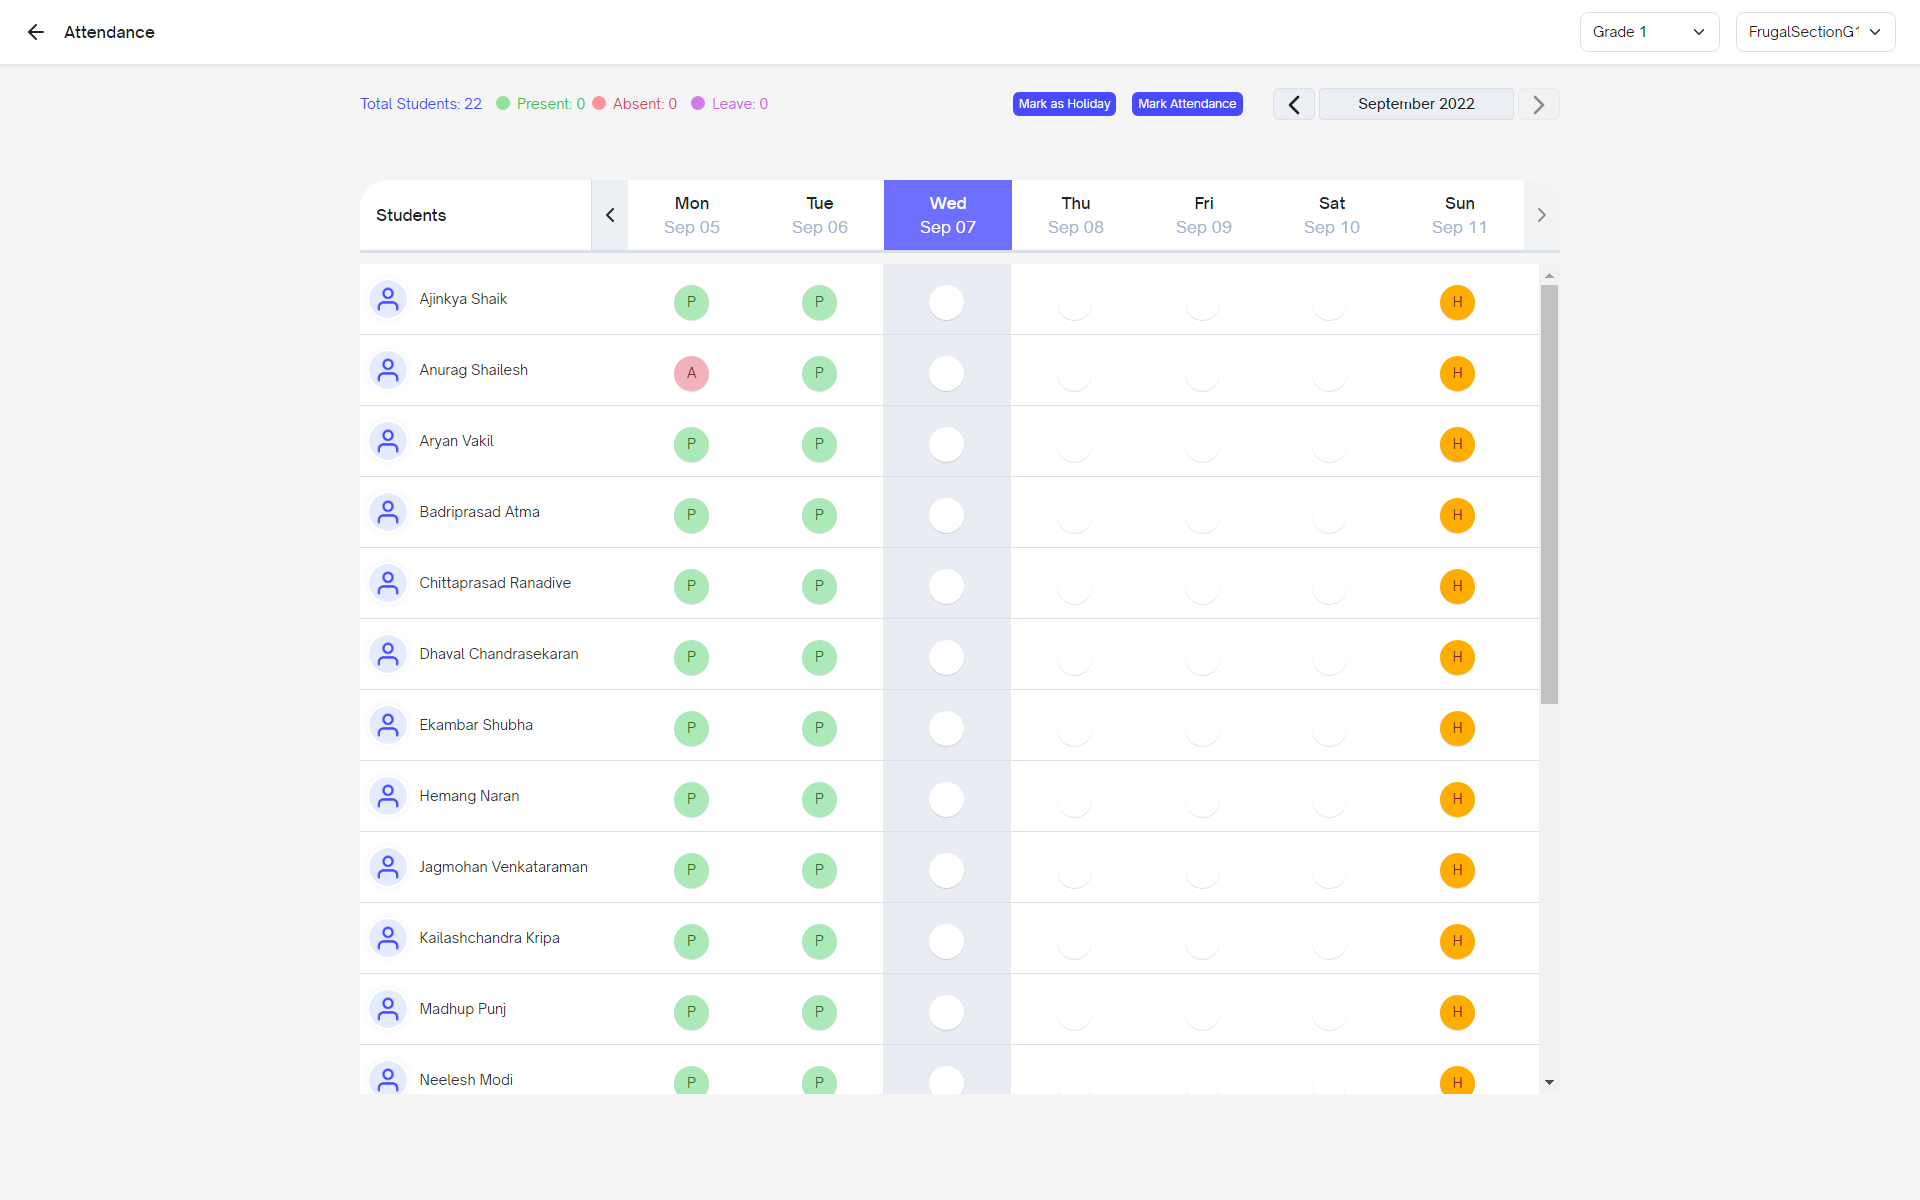 Attendance
Grade 1
FrugalSectionG1
Total Students: 22 Present: 0 Absent: 0 Leave: 0
Mark as Holiday
Mark Attendance
September 2022
Students
Mon Tue Wed Thu Fri Sat Sun
Sep 05 Sep 06 Sep 07 Sep 08 Sep 09 Sep 10 Sep 11
Ajinkya Shaik P P H
Anurag Shailesh A P H
Aryan Vakil P P H
Badriprasad Atma P P H
Chittaprasad Ranadive P P H
Dhaval Chandrasekaran P P H
Ekambar Shubha P P H
Hemang Naran P P H
Jagmohan Venkataraman P P H
Kailashchandra Kripa P P H
Madhup Punj P P H
Neelesh Modi P P H